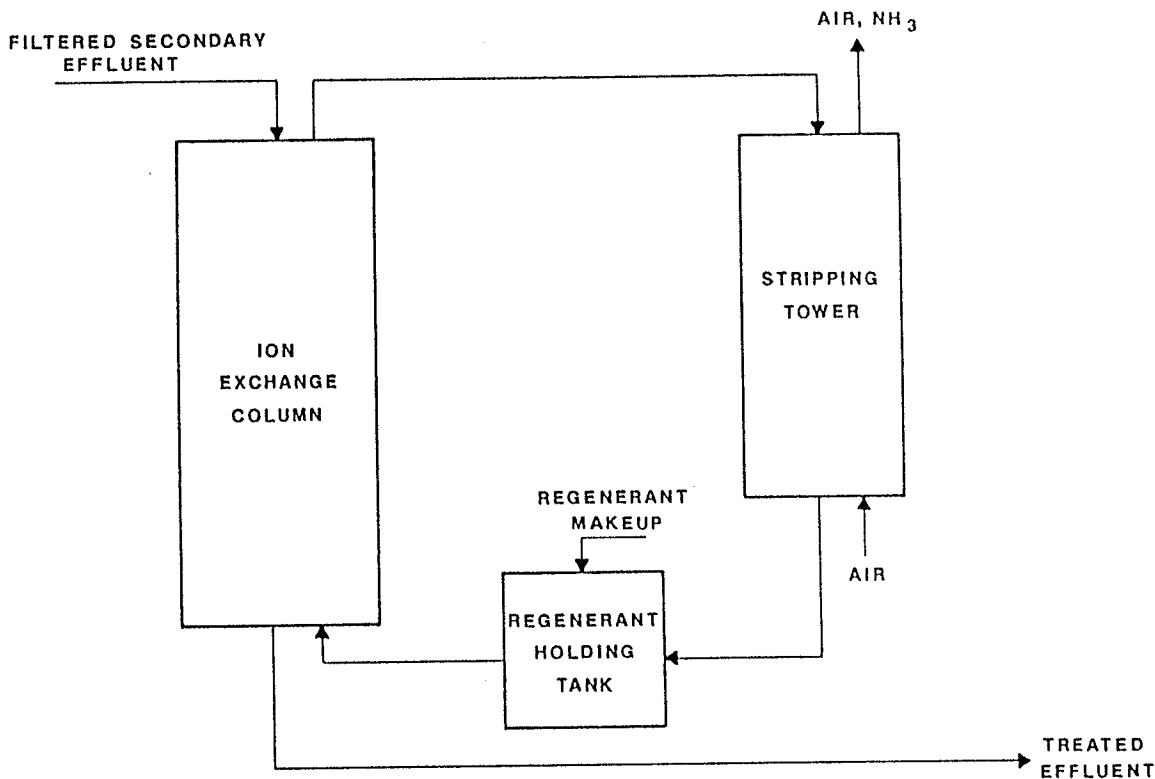 FILTERED SECONDARY
EFFLUENT
AIR, NH3
ION
EXCHANGE
COLUMN
STRIPPING
TOWER
REGENERANT
MAKEUP
AIR
REGENERANT
HOLDING
TANK
TREATED
EFFLUENT